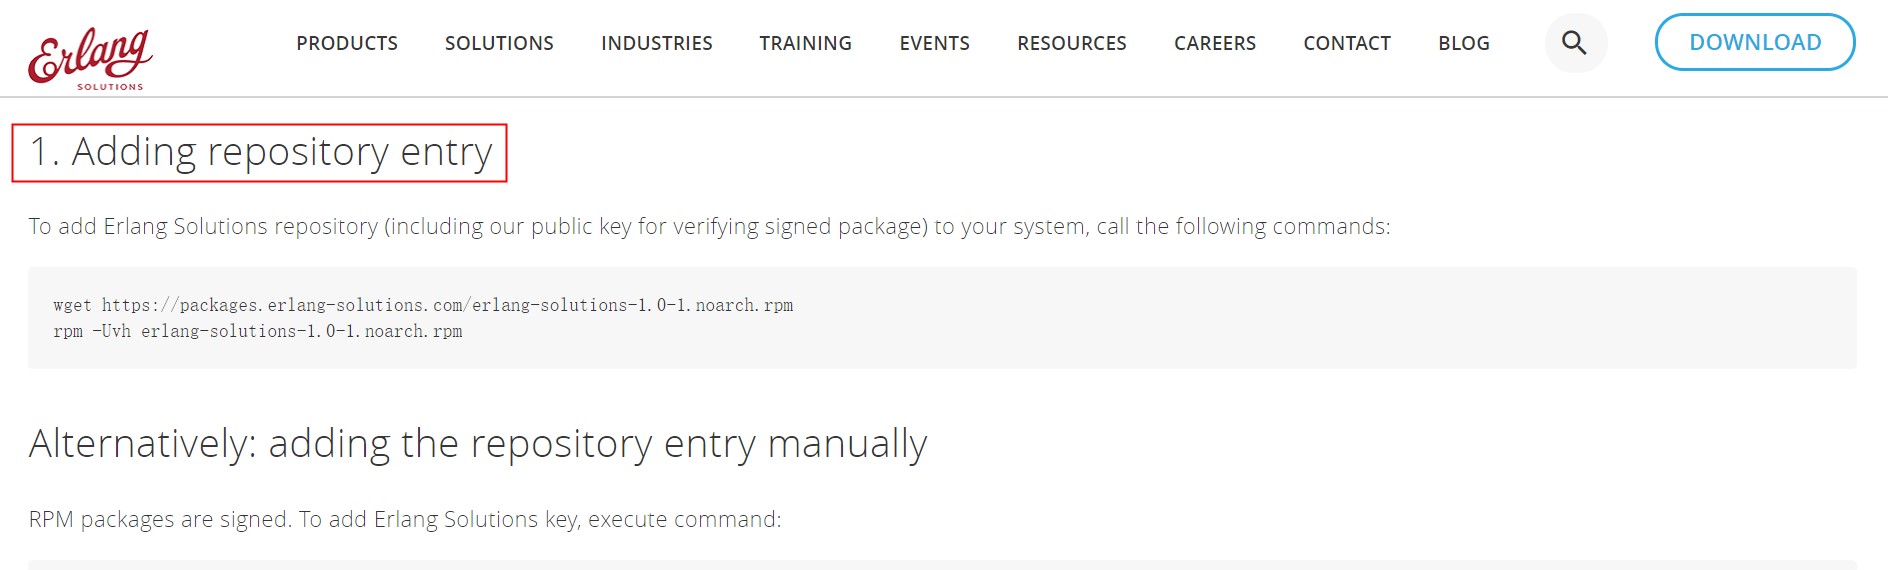 Erlang
SOLUTIONS
PRODUCTS SOLUTIONS INDUSTRIES TRAINING EVENTS RESOURCES CAREERS CONTACT BLOG DOWNLOAD
1. Adding repository entry
To add Erlang Solutions repository (including our public key for verifying signed package) to your system, call the following commands:
wget https://packages.erlang-solutions.com/erlang-solutions-1.0-1.noarch.rpm
rpm -Uvh erlang-solutions-1.0-1.noarch.rpm
Alternatively: adding the repository entry manually
RPM packages are signed. To add Erlang Solutions key, execute command: